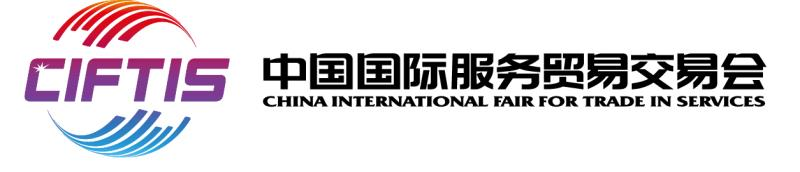 CIFTIS
中国国际服务贸易交易会
CHINA INTERNATIONAL FAIR FOR TRADE IN SERVICES